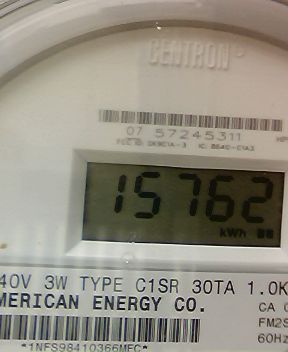 CENTRON®
07 57245311
15762
kWh
40V 3W TYPE C1SR 30TA 1.0K
MERICAN ENERGY CO.
CA 0
FM2S
60Hz
*1NFS98410366MEC*